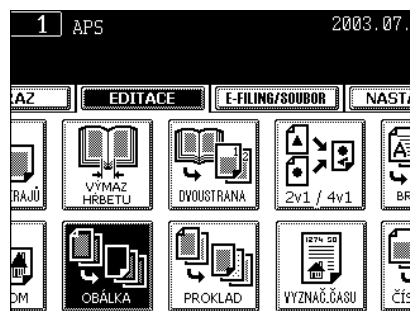 1 APS 2003.07.
AZ EDITACE E-FILING/SOUBOR NASTA
RAJŮ VÝMAZ HŘBETU DVOUSTRANA 2v1 / 4v1 BR
OM OBÁLKA PROKLAD VYZNAČ.ČASU ČÍS